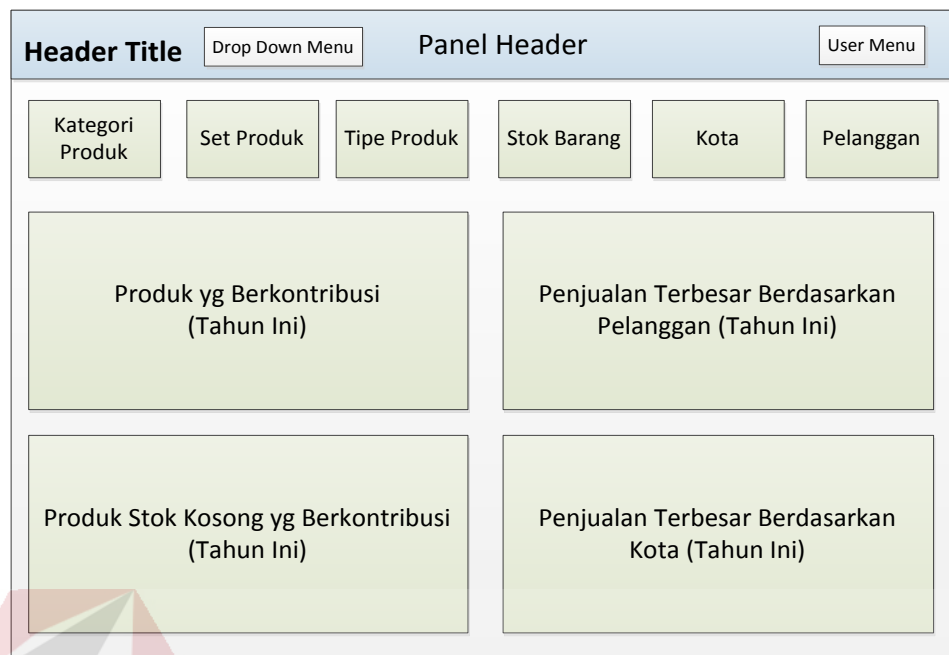 Header Title
Drop Down Menu
Panel Header
User Menu
Kategori
Produk
Set Produk
Tipe Produk
Stok Barang
Kota
Pelanggan
Produk yg Berkontribusi
(Tahun Ini)
Penjualan Terbesar Berdasarkan
Pelanggan (Tahun Ini)
Produk Stok Kosong yg Berkontribusi
(Tahun Ini)
Penjualan Terbesar Berdasarkan
Kota (Tahun Ini)